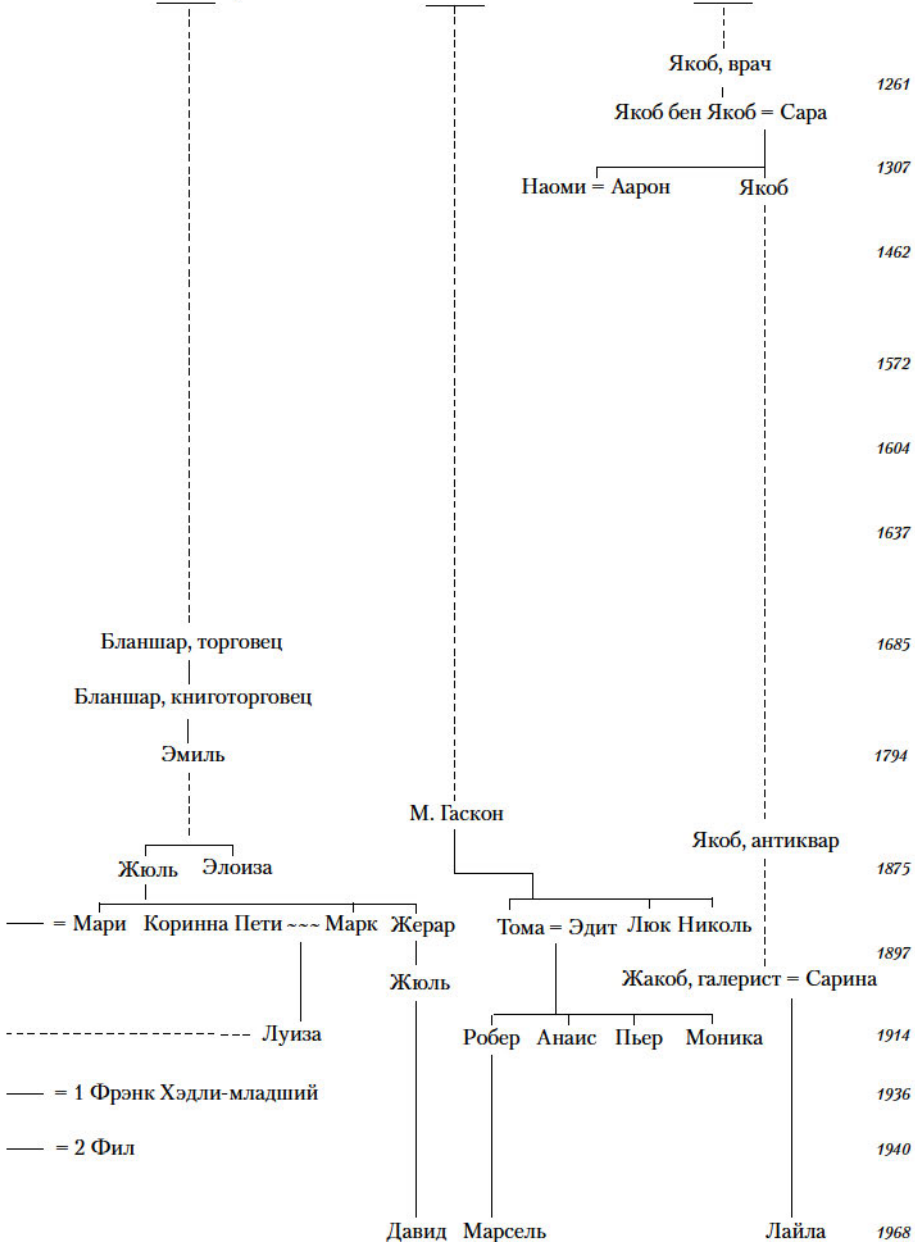 Якоб, врач
1261
Якоб бен Якоб = Сара
1307
Наоми = Аарон Якоб
1462
1572
1604
1637
Бланшар, торговец
1685
Бланшар, книготорговец
Эмиль
1794
М. Гаскон
Якоб, антиквар
Жюль Элоиза
1875
= Мари Коринна Пети ~~~ Марк Жерар Тома = Эдит Люк Николь
1897
Жюль Жакоб, галерист = Сарина
Луиза Робер Анаис Пьер Моника 1914
= 1 Фрэнк Хэдли-младший 1936
= 2 Фил 1940
Давид Марсель Лайла 1968